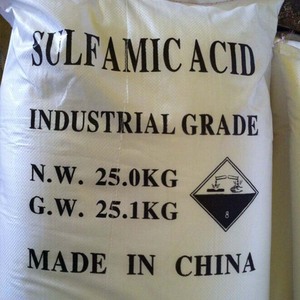 SULFAMIC ACID
INDUSTRIAL GRADE
N.W. 25.0KG
G.W. 25.1KG
8
MADE IN CHINA